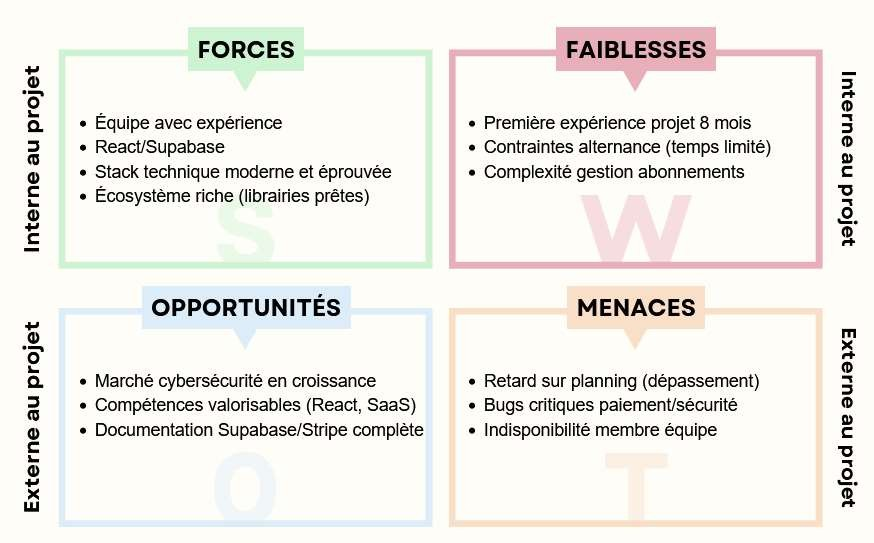 FORCES
Interne au projet
• Équipe avec expérience
• React/Supabase
• Stack technique moderne et éprouvée
• Écosystème riche (librairies prêtes)
S
FAIBLESSES
• Première expérience projet 8 mois
• Contraintes alternance (temps limité)
• Complexité gestion abonnements
W
Interne au projet
OPPORTUNITÉS
Externe au projet
• Marché cybersécurité en croissance
• Compétences valorisables (React, SaaS)
• Documentation Supabase/Stripe complète
O
MENACES
• Retard sur planning (dépassement)
• Bugs critiques paiement/sécurité
• Indisponibilité membre équipe
T
Externe au projet